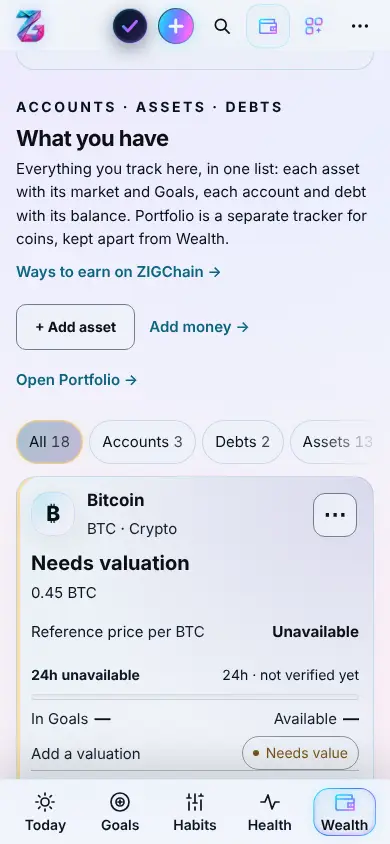 ACCOUNTS · ASSETS · DEBTS
What you have
Everything you track here, in one list: each asset
with its market and Goals, each account and debt
with its balance. Portfolio is a separate tracker for
coins, kept apart from Wealth.
Ways to earn on ZIGChain →
+ Add asset
Add money →
Open Portfolio →
All 18
Accounts 3
Debts 2
Assets 13
Bitcoin
BTC · Crypto
Needs valuation
0.45 BTC
Reference price per BTC
Unavailable
24h unavailable
24h · not verified yet
In Goals —
Available —
Add a valuation
Needs value
Today
Goals
Habits
Health
Wealth